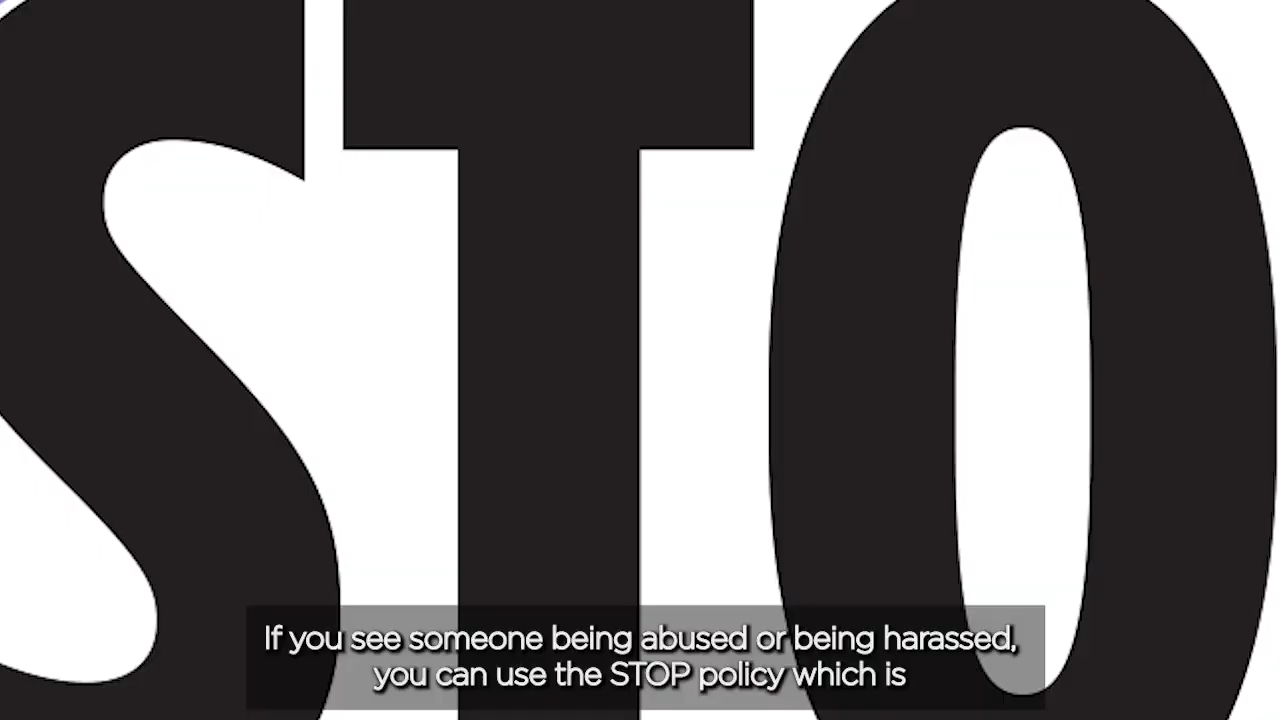 STO
If you see someone being abused or being harassed,
you can use the STOP policy which is